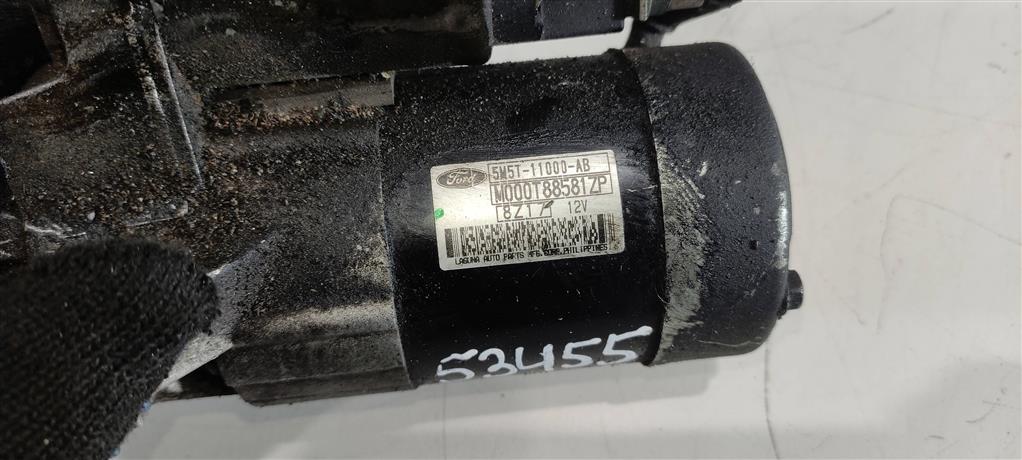 Ford
5M5T-11000-AB
M000T88581ZP
8Z17 12V
LAGUNA AUTO PARTS MFG.CORP.PHILIPPINES
53455